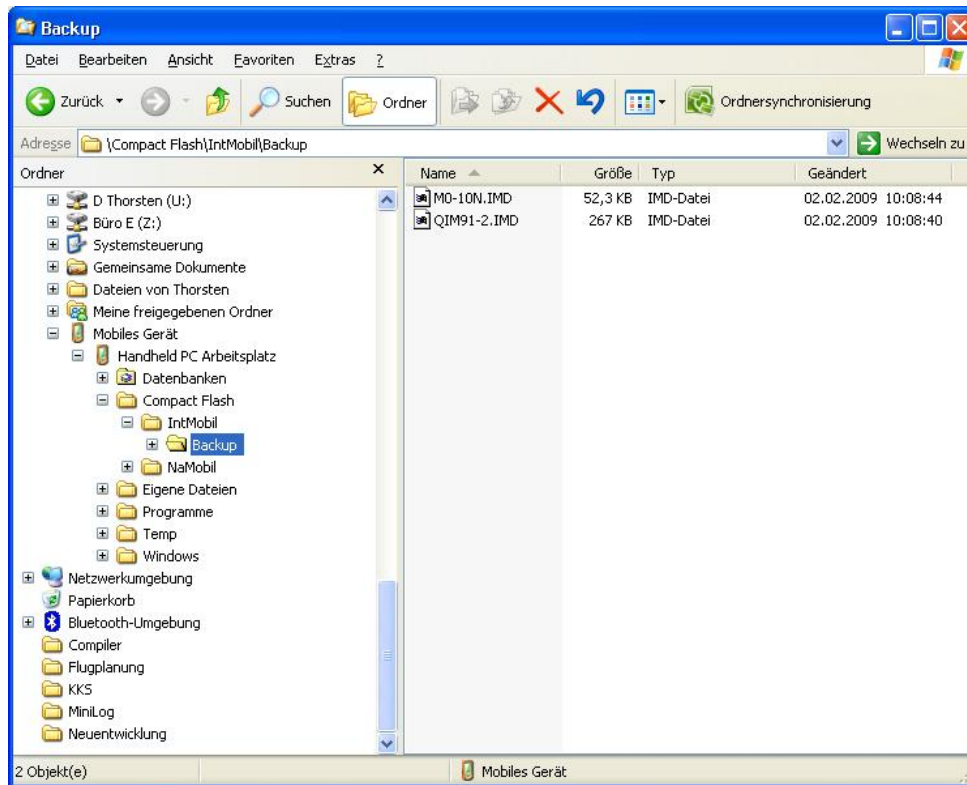 Backup
Datei Bearbeiten Ansicht Favoriten Extras ?
Zurück Suchen Ordner Ordnersynchronisierung
Adresse \Compact Flash\IntMobil\Backup Wechseln zu
Ordner
Name Größe Typ Geändert
M0-10N.IMD 52,3 KB IMD-Datei 02.02.2009 10:08:44
QIM91-2.IMD 267 KB IMD-Datei 02.02.2009 10:08:40
D Thorsten (U:)
Büro E (Z:)
Systemsteuerung
Gemeinsame Dokumente
Dateien von Thorsten
Meine freigegebenen Ordner
Mobiles Gerät
Handheld PC Arbeitsplatz
Datenbanken
Compact Flash
IntMobil
Backup
NaMobil
Eigene Dateien
Programme
Temp
Windows
Netzwerkumgebung
Papierkorb
Bluetooth-Umgebung
Compiler
Flugplanung
KKS
MiniLog
Neuentwicklung
2 Objekt(e) Mobiles Gerät